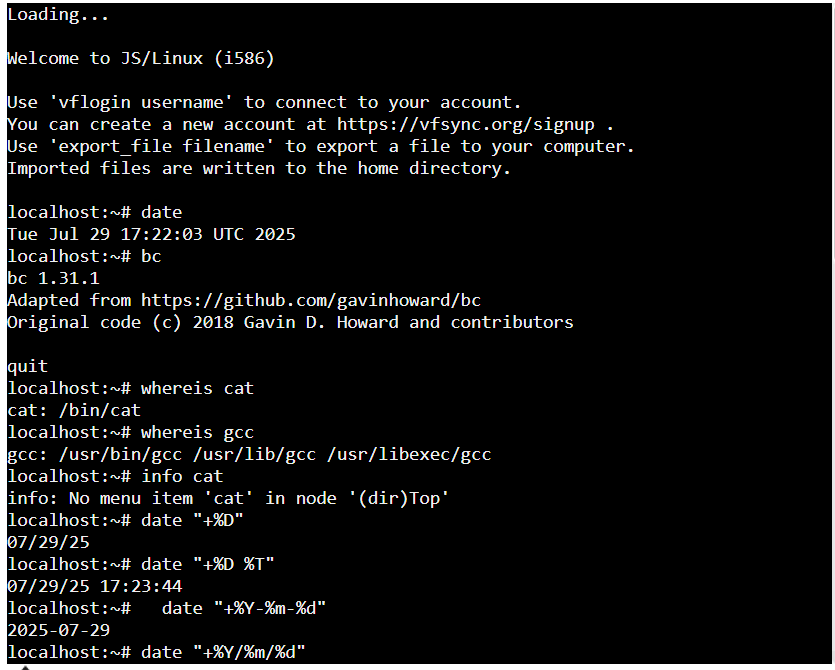 Loading...
Welcome to JS/Linux (i586)
Use 'vflogin username' to connect to your account.
You can create a new account at https://vfsync.org/signup .
Use 'export_file filename' to export a file to your computer.
Imported files are written to the home directory.
localhost:~# date
Tue Jul 29 17:22:03 UTC 2025
localhost:~# bc
bc 1.31.1
Adapted from https://github.com/gavinhoward/bc
Original code (c) 2018 Gavin D. Howard and contributors
quit
localhost:~# whereis cat
cat: /bin/cat
localhost:~# whereis gcc
gcc: /usr/bin/gcc /usr/lib/gcc /usr/libexec/gcc
localhost:~# info cat
info: No menu item 'cat' in node '(dir)Top'
localhost:~# date "+%D"
07/29/25
localhost:~# date "+%D %T"
07/29/25 17:23:44
localhost:~#   date "+%Y-%m-%d"
2025-07-29
localhost:~# date "+%Y/%m/%d"